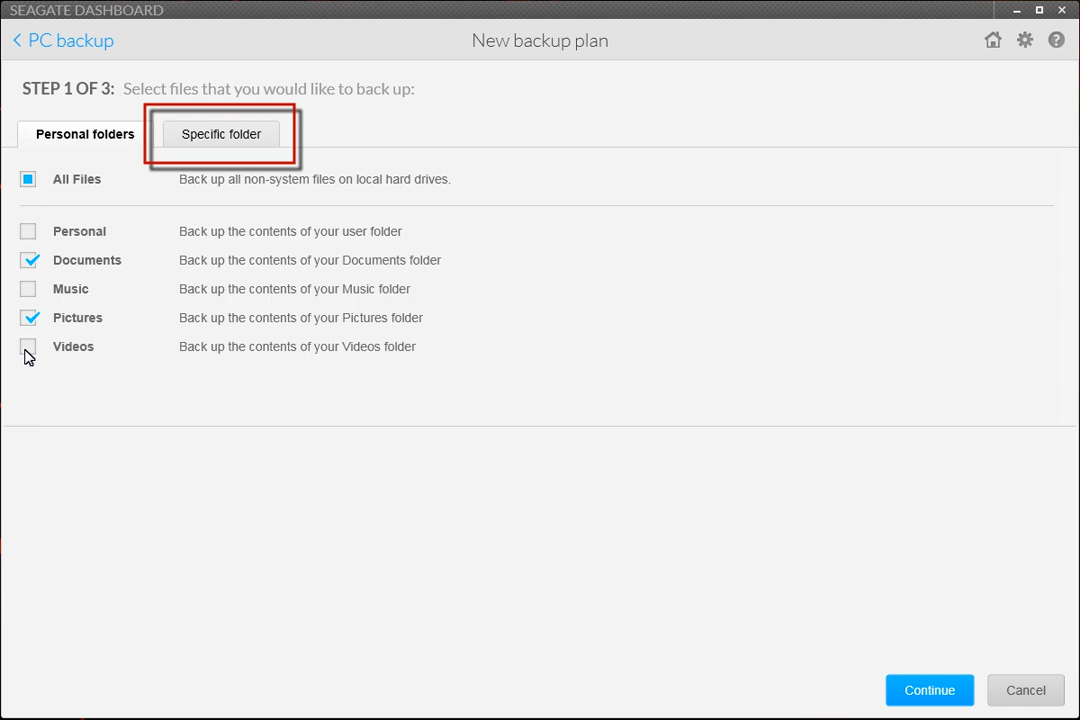 SEAGATE DASHBOARD
PC backup
New backup plan
?
STEP 1 OF 3: Select files that you would like to back up:
Personal folders
Specific folder
All Files Back up all non-system files on local hard drives.
Personal Back up the contents of your user folder
Documents Back up the contents of your Documents folder
Music Back up the contents of your Music folder
Pictures Back up the contents of your Pictures folder
Videos Back up the contents of your Videos folder
Continue
Cancel